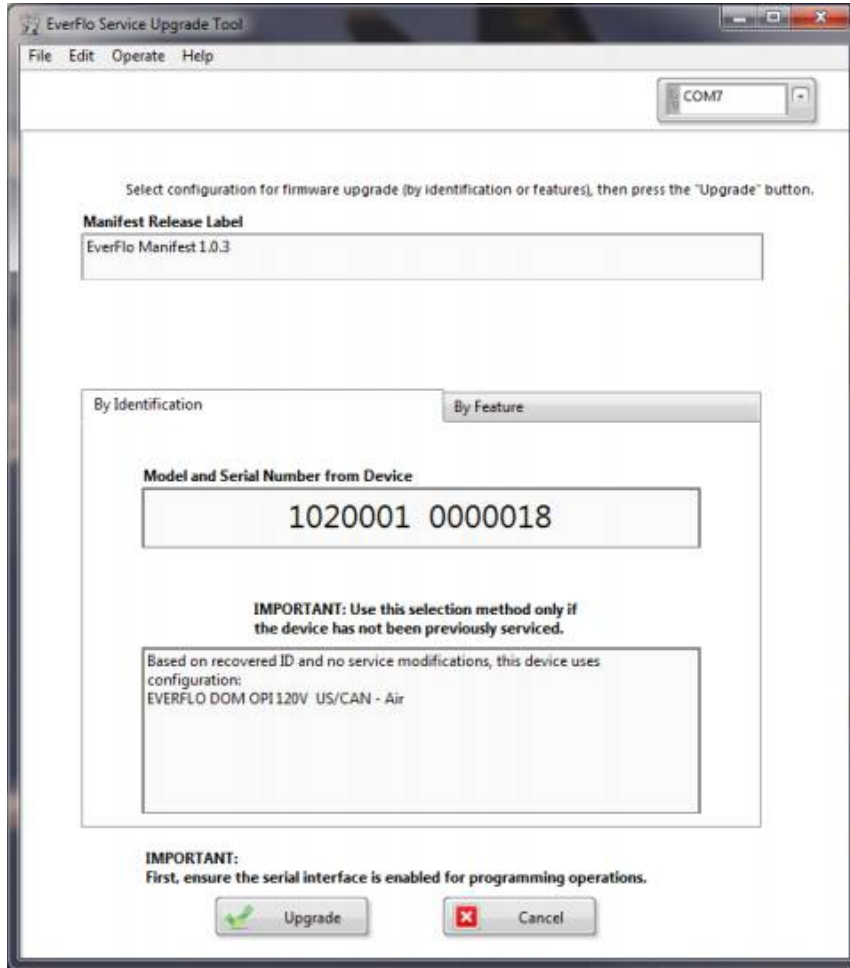 EverFlo Service Upgrade Tool
File Edit Operate Help
COM7
Select configuration for firmware upgrade (by identification or features), then press the "Upgrade" button.
Manifest Release Label
EverFlo Manifest 1.0.3
By Identification By Feature
Model and Serial Number from Device
1020001 0000018
IMPORTANT: Use this selection method only if
the device has not been previously serviced.
Based on recovered ID and no service modifications, this device uses
configuration:
EVERFLO DOM OPI 120V US/CAN - Air
IMPORTANT:
First, ensure the serial interface is enabled for programming operations.
Upgrade Cancel